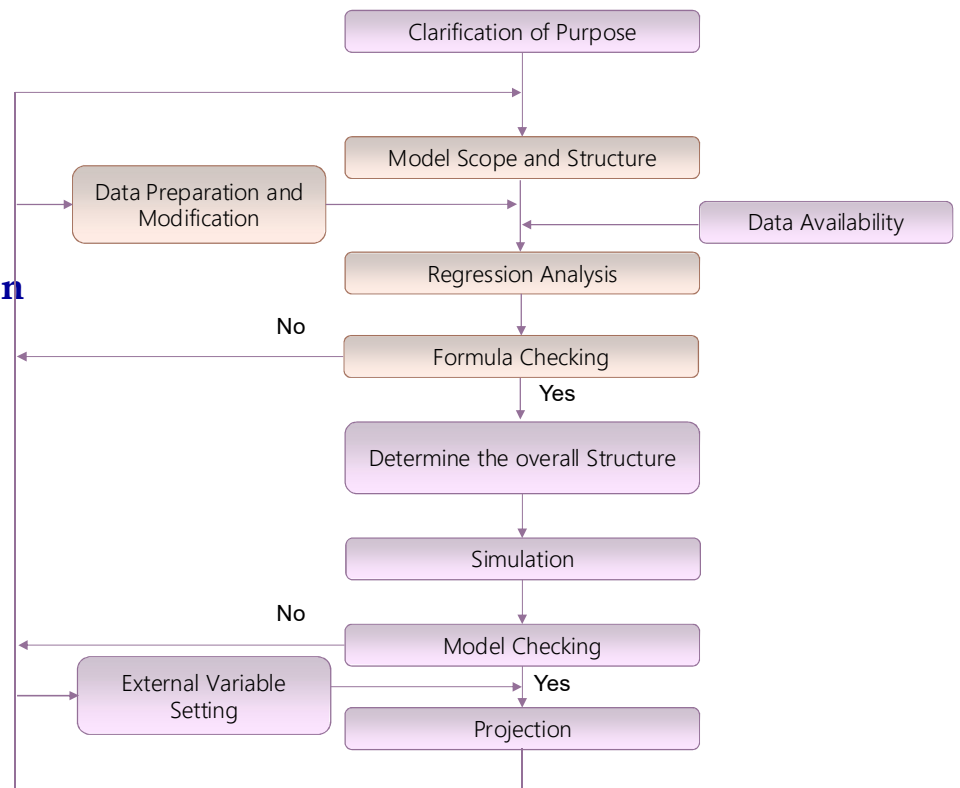 Clarification of Purpose
Model Scope and Structure
Data Preparation and
Modification
Data Availability
n
Regression Analysis
No
Formula Checking
Yes
Determine the overall Structure
Simulation
No
Model Checking
External Variable
Setting
Yes
Projection